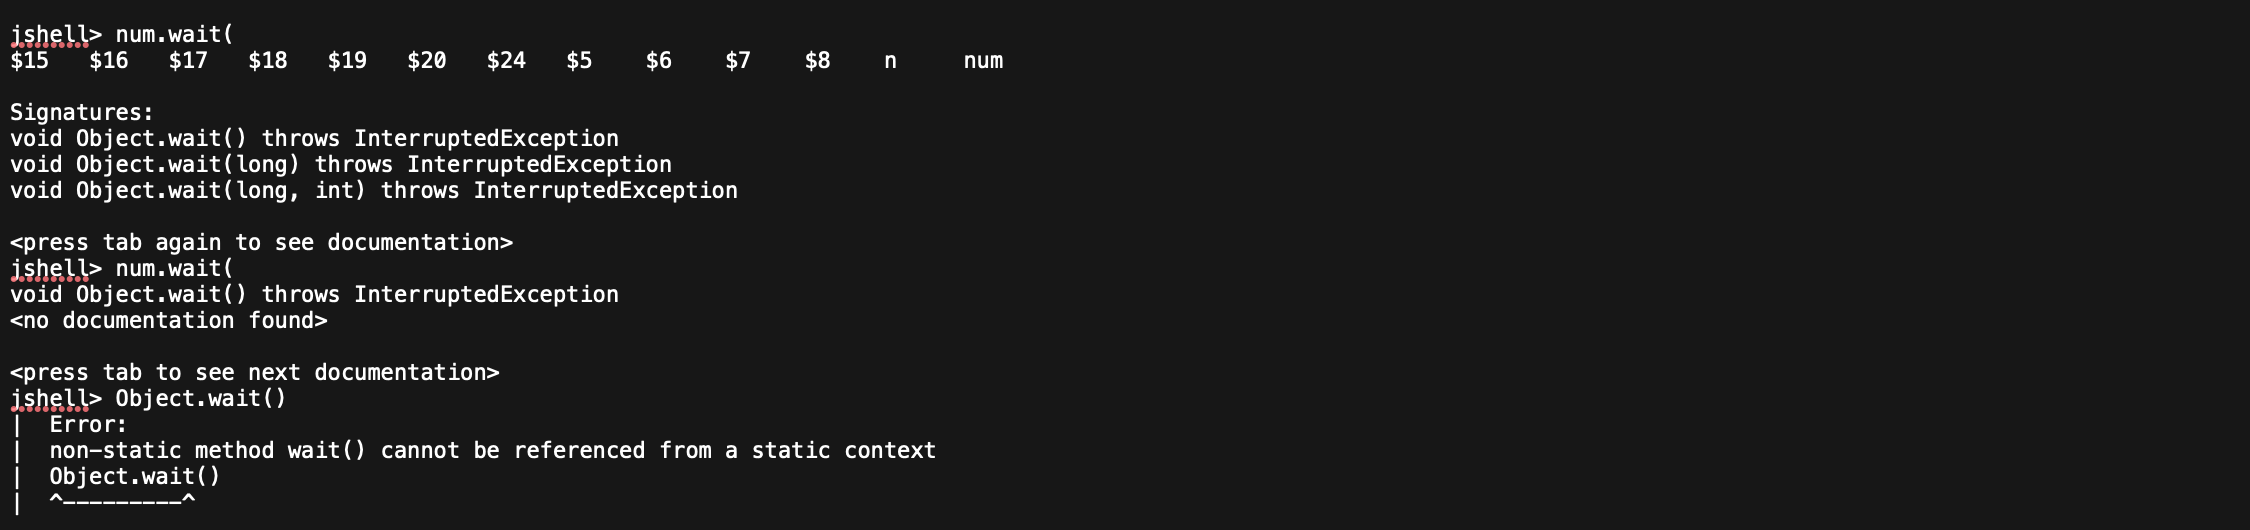 jshell> num.wait(
$15   $16   $17   $18   $19   $20   $24   $5    $6    $7    $8    n     num
Signatures:
void Object.wait() throws InterruptedException
void Object.wait(long) throws InterruptedException
void Object.wait(long, int) throws InterruptedException
<press tab again to see documentation>
jshell> num.wait(
void Object.wait() throws InterruptedException
<no documentation found>
<press tab to see next documentation>
jshell> Object.wait()
|  Error:
|  non-static method wait() cannot be referenced from a static context
|  Object.wait()
|  ^---------^